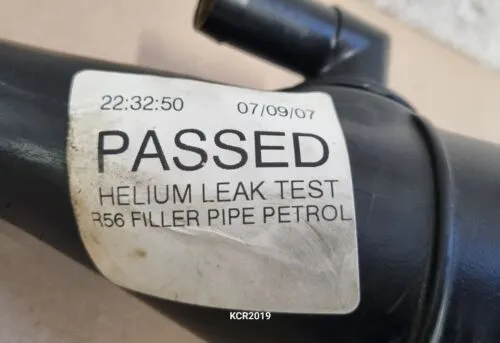 22:32:50 07/09/07
PASSED
HELIUM LEAK TEST
R56 FILLER PIPE PETROL
KCR2019